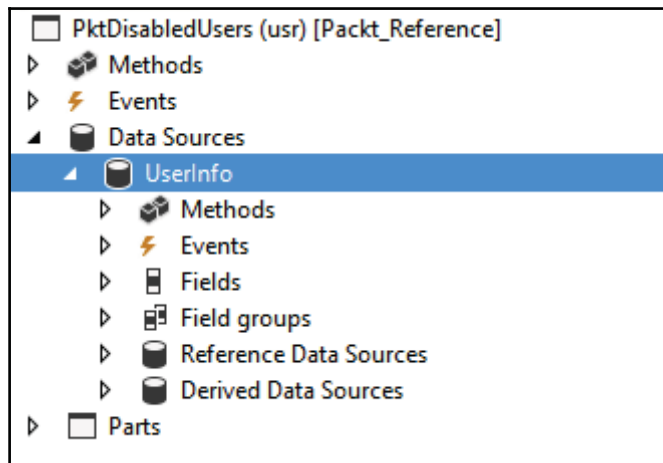 PktDisabledUsers (usr) [Packt_Reference]
Methods
Events
Data Sources
UserInfo
Methods
Events
Fields
Field groups
Reference Data Sources
Derived Data Sources
Parts